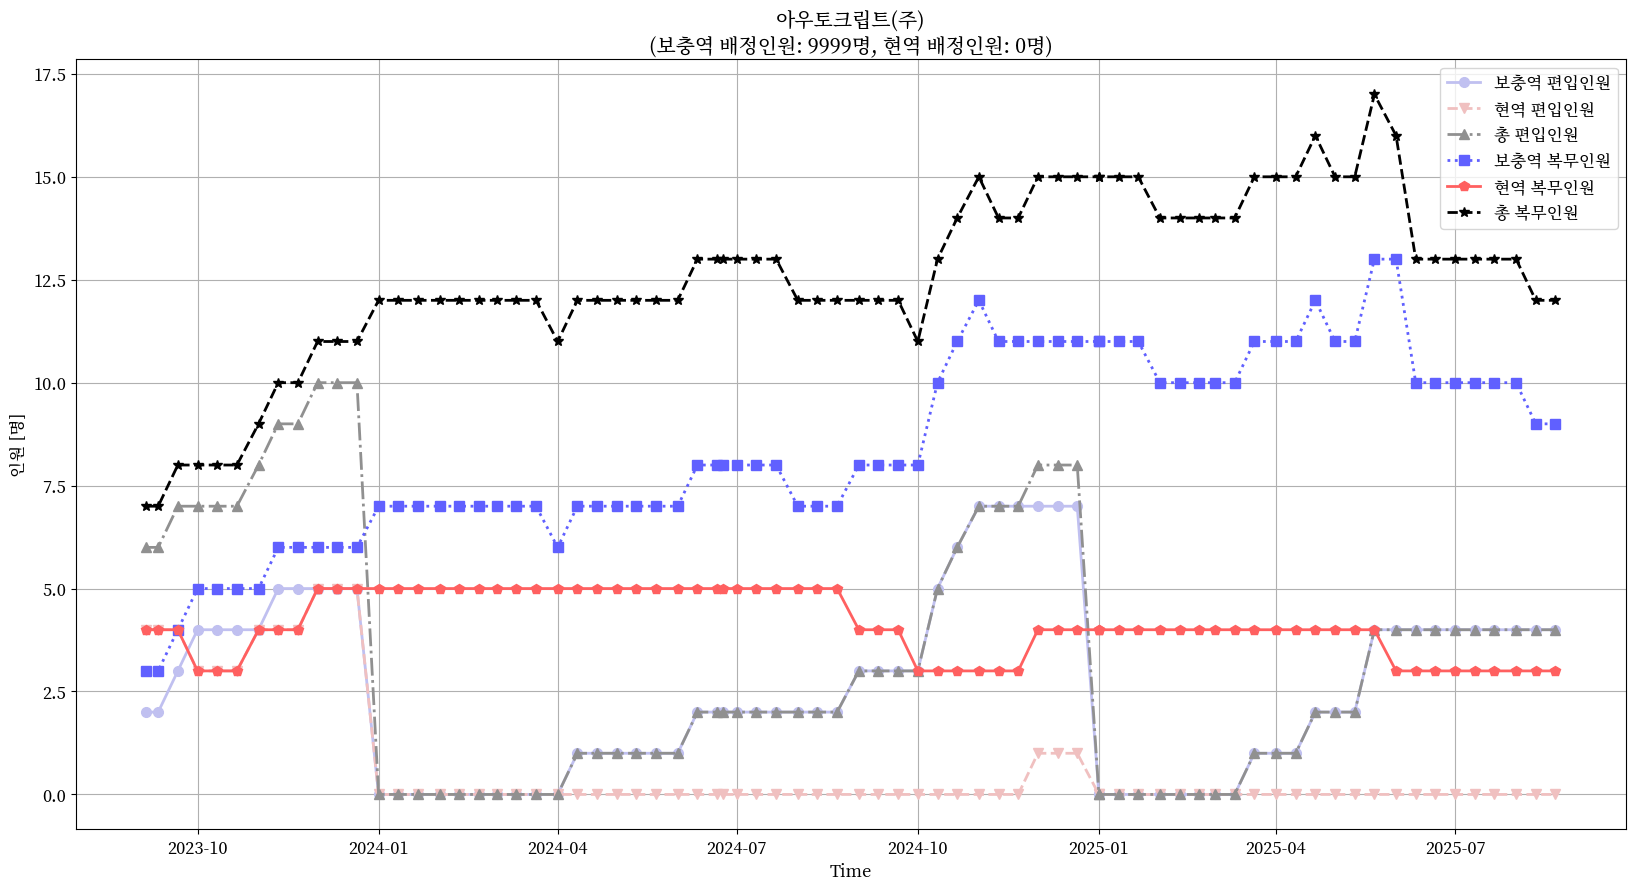 아우토크립트(주)
(보충역 배정인원: 9999명, 현역 배정인원: 0명)
17.5
15.0
12.5
10.0
7.5
5.0
2.5
0.0
인원 [명]
보충역 편입인원
현역 편입인원
총 편입인원
보충역 복무인원
현역 복무인원
총 복무인원
2023-10
2024-01
2024-04
2024-07
2024-10
2025-01
2025-04
2025-07
Time